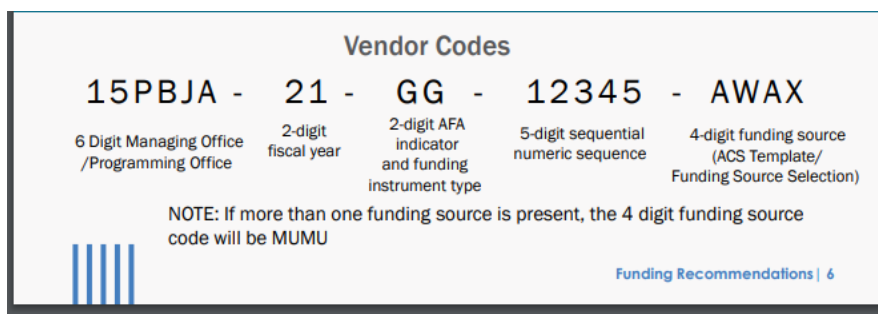 Vendor Codes
15PBJA - 21 - GG - 12345 - AWAX
6 Digit Managing Office
/Programming Office
2-digit
fiscal year
2-digit AFA
indicator
and funding
instrument type
5-digit sequential
numeric sequence
4-digit funding source
(ACS Template/
Funding Source Selection)
NOTE: If more than one funding source is present, the 4 digit funding source
code will be MUMU
Funding Recommendations| 6